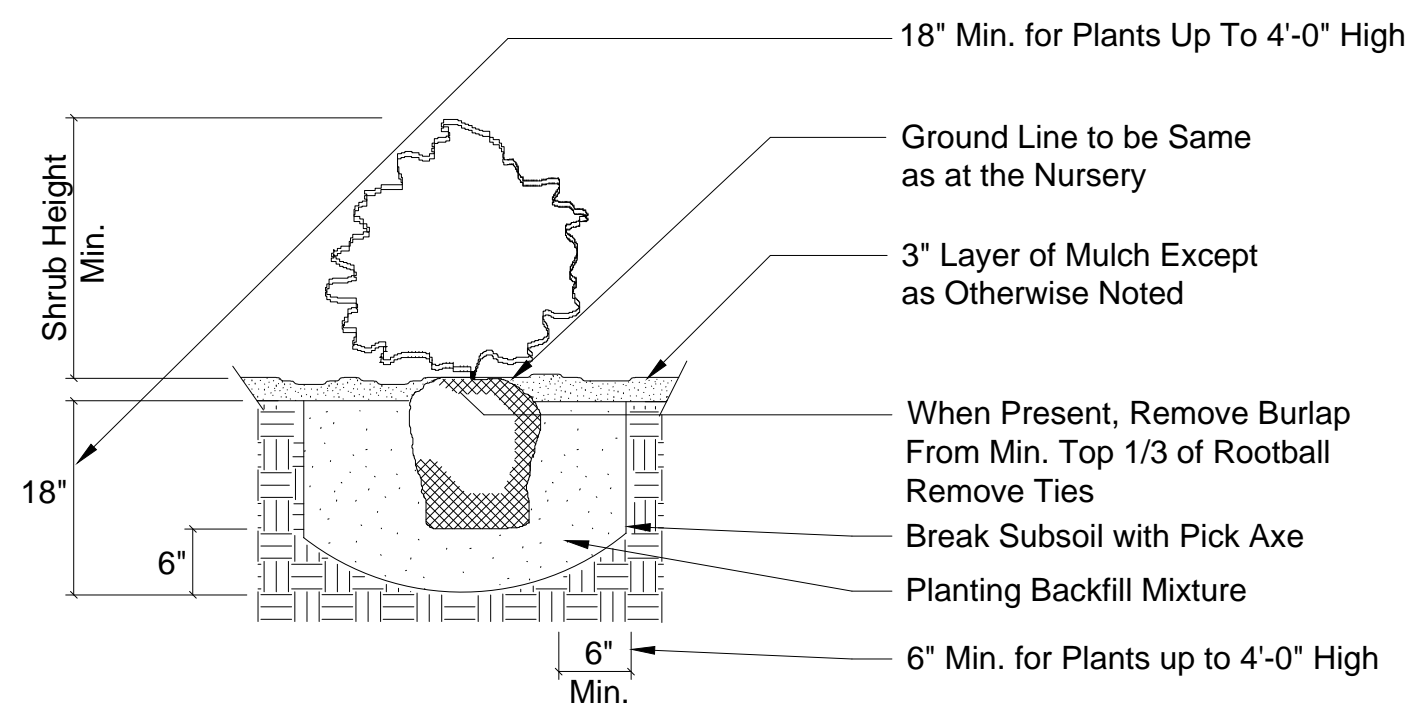 18" Min. for Plants Up To 4'-0" High
Ground Line to be Same
as at the Nursery
3" Layer of Mulch Except
as Otherwise Noted
When Present, Remove Burlap
From Min. Top 1/3 of Rootball
Remove Ties
Break Subsoil with Pick Axe
Planting Backfill Mixture
6" Min. for Plants up to 4'-0" High
Shrub Height
Min.
18"
6"
6"
Min.